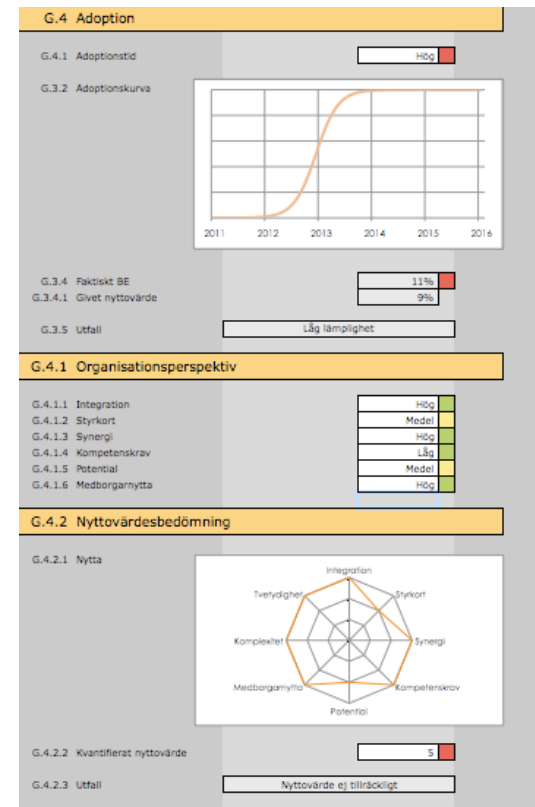 G.4 Adoption
G.4.1 Adoptionstid Hög
G.3.2 Adoptionskurva
2011 2012 2013 2014 2015 2016
G.3.4 Faktiskt BE 11%
G.3.4.1 Givet nyttovärde 9%
G.3.5 Utfall Låg lämplighet
G.4.1 Organisationsperspektiv
G.4.1.1 Integration Hög
G.4.1.2 Styrkort Medel
G.4.1.3 Synergi Hög
G.4.1.4 Kompetenskrav Låg
G.4.1.5 Potential Medel
G.4.1.6 Medborgarnytta Hög
G.4.2 Nyttovärdesbedömning
G.4.2.1 Nytta
Integration
Tvetydighet Styrkort
Komplexitet Synergi
Medborgarnytta Kompetenskrav
Potential
G.4.2.2 Kvantifierat nyttovärde 5
G.4.2.3 Utfall Nyttovärde ej tillräckligt